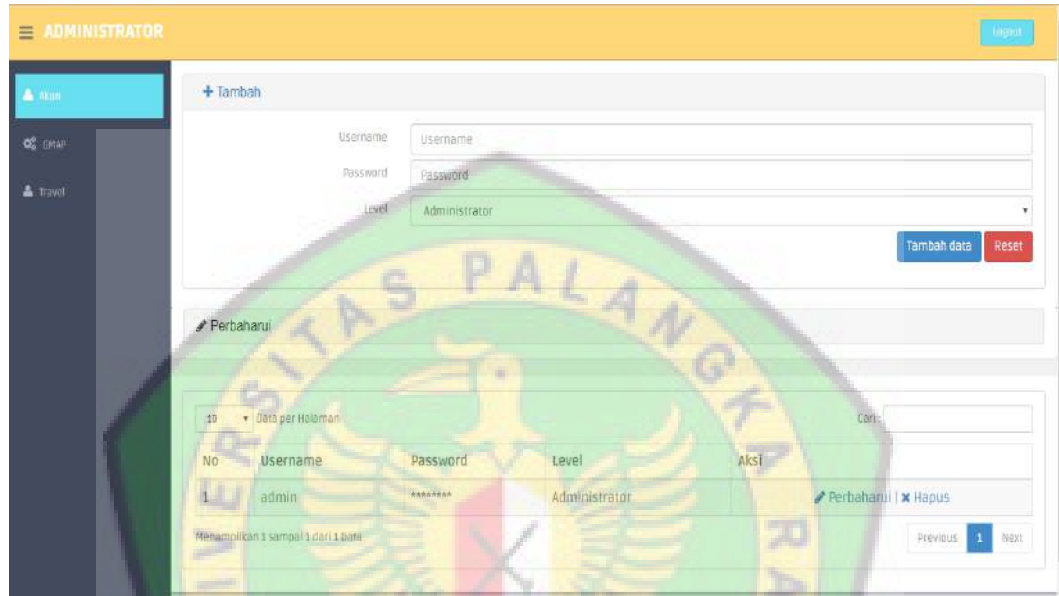 ADMINISTRATOR
Logout
Akun
GMAP
Travel
Tambah
Username
Username
Password
Password
Level
Administrator
Tambah data
Reset
Perbaharui
10 Data per Halaman
Cari :
No Username Password Level Aksi
1 admin ******** Administrator Perbaharui | Hapus
Menampilkan 1 sampai 1 dari 1 Data
Previous 1 Next
UNIVERSITAS PALANGKA RA